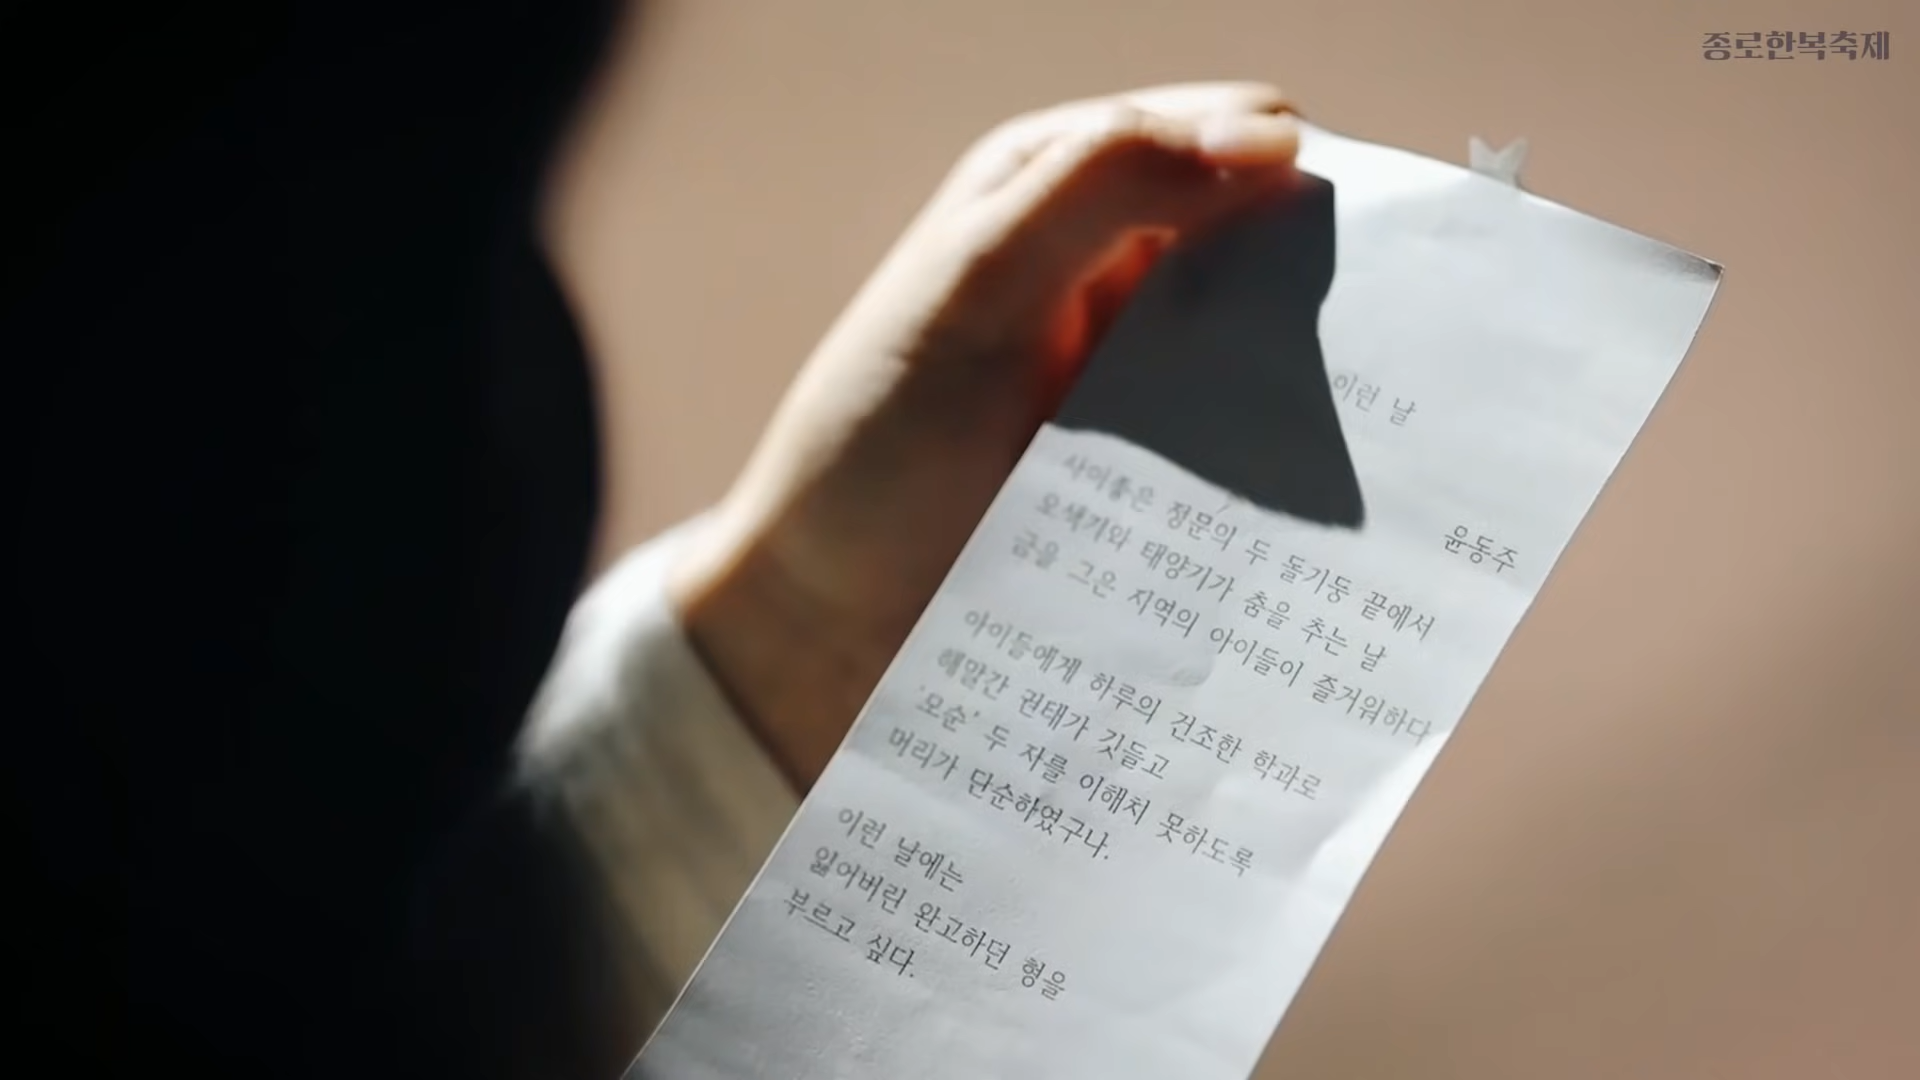 종로한복축제
이런 날
윤동주
사이좋은 정문의 두 돌기둥 끝에서
오색기와 태양기가 춤을 추는 날
금을 그은 지역의 아이들이 즐거워하다
아이들에게 하루의 건조한 학과로
해말간 권태가 깃들고
'모순' 두 자를 이해치 못하도록
머리가 단순하였구나.
이런 날에는
잃어버린 완고하던 형을
부르고 싶다.